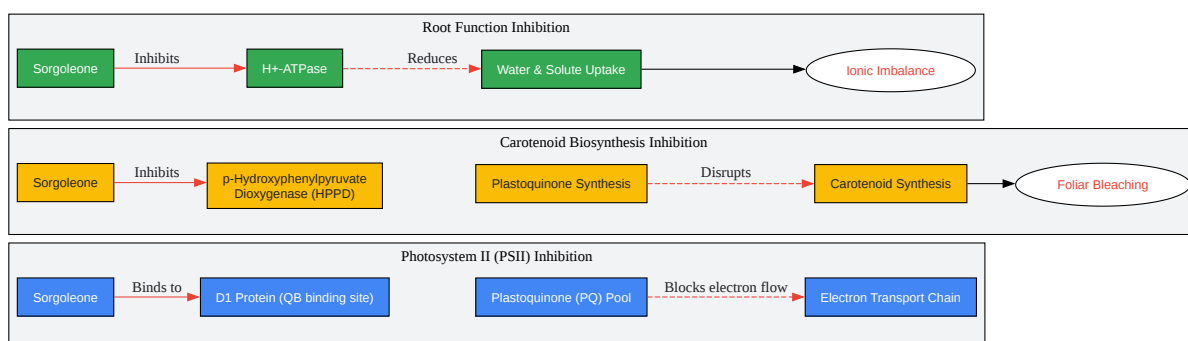 Root Function Inhibition
Sorgoleone
Inhibits
H+-ATPase
Reduces
Water & Solute Uptake
Ionic Imbalance
Carotenoid Biosynthesis Inhibition
Sorgoleone
Inhibits
p-Hydroxyphenylpyruvate
Dioxygenase (HPPD)
Plastoquinone Synthesis
Disrupts
Carotenoid Synthesis
Foliar Bleaching
Photosystem II (PSII) Inhibition
Sorgoleone
Binds to
D1 Protein (QB binding site)
Plastoquinone (PQ) Pool
Blocks electron flow
Electron Transport Chain